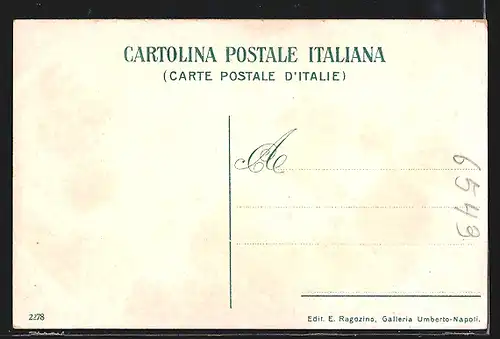 CARTOLINA POSTALE ITALIANA
(CARTE POSTALE D'ITALIE)
A
6549
2278
Edit. E. Ragozino, Galleria Umberto-Napoli.